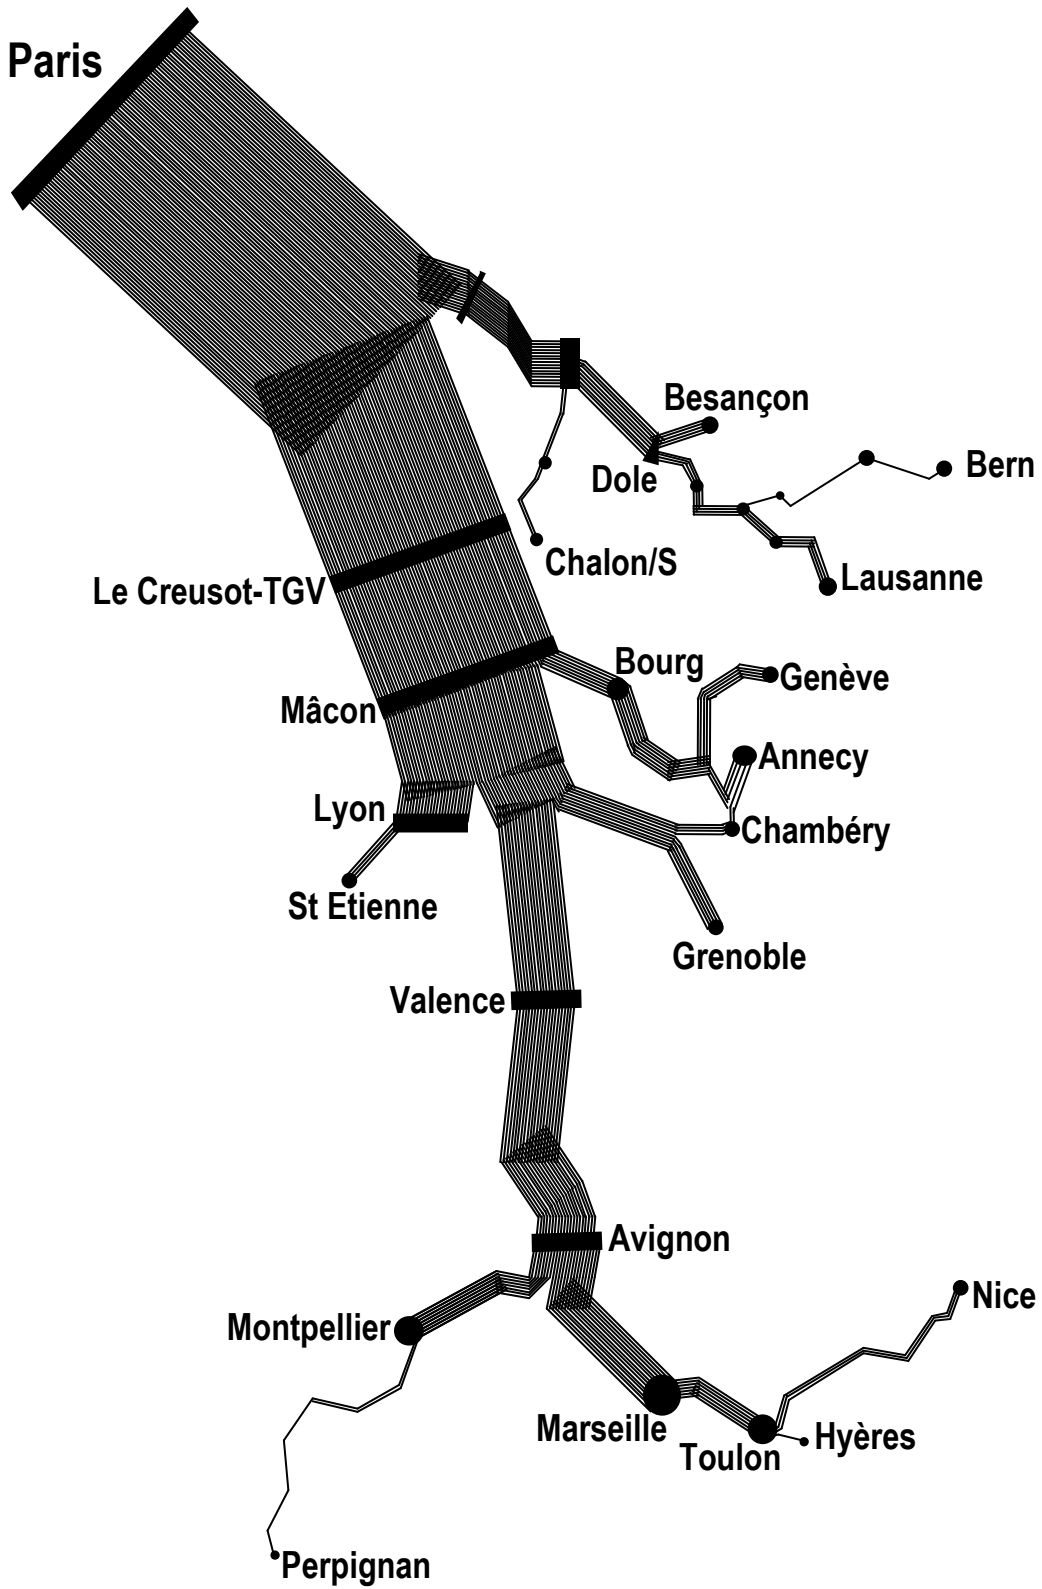 Paris
Besançon
Bern
Dole
Chalon/S
Lausanne
Le Creusot-TGV
Bourg
Genève
Mâcon
Annecy
Lyon
Chambéry
St Etienne
Grenoble
Valence
Avignon
Nice
Montpellier
Marseille
Hyères
Toulon
Perpignan